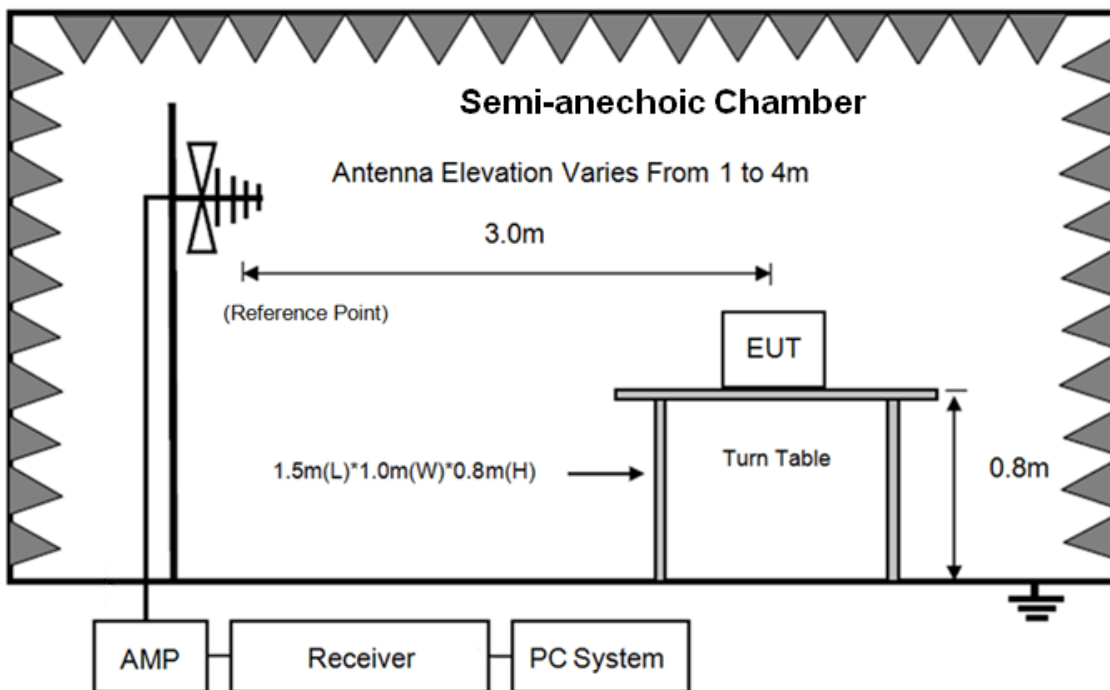 Semi-anechoic Chamber
Antenna Elevation Varies From 1 to 4m
3.0m
(Reference Point)
EUT
1.5m(L)*1.0m(W)*0.8m(H)
Turn Table
0.8m
AMP
Receiver
PC System